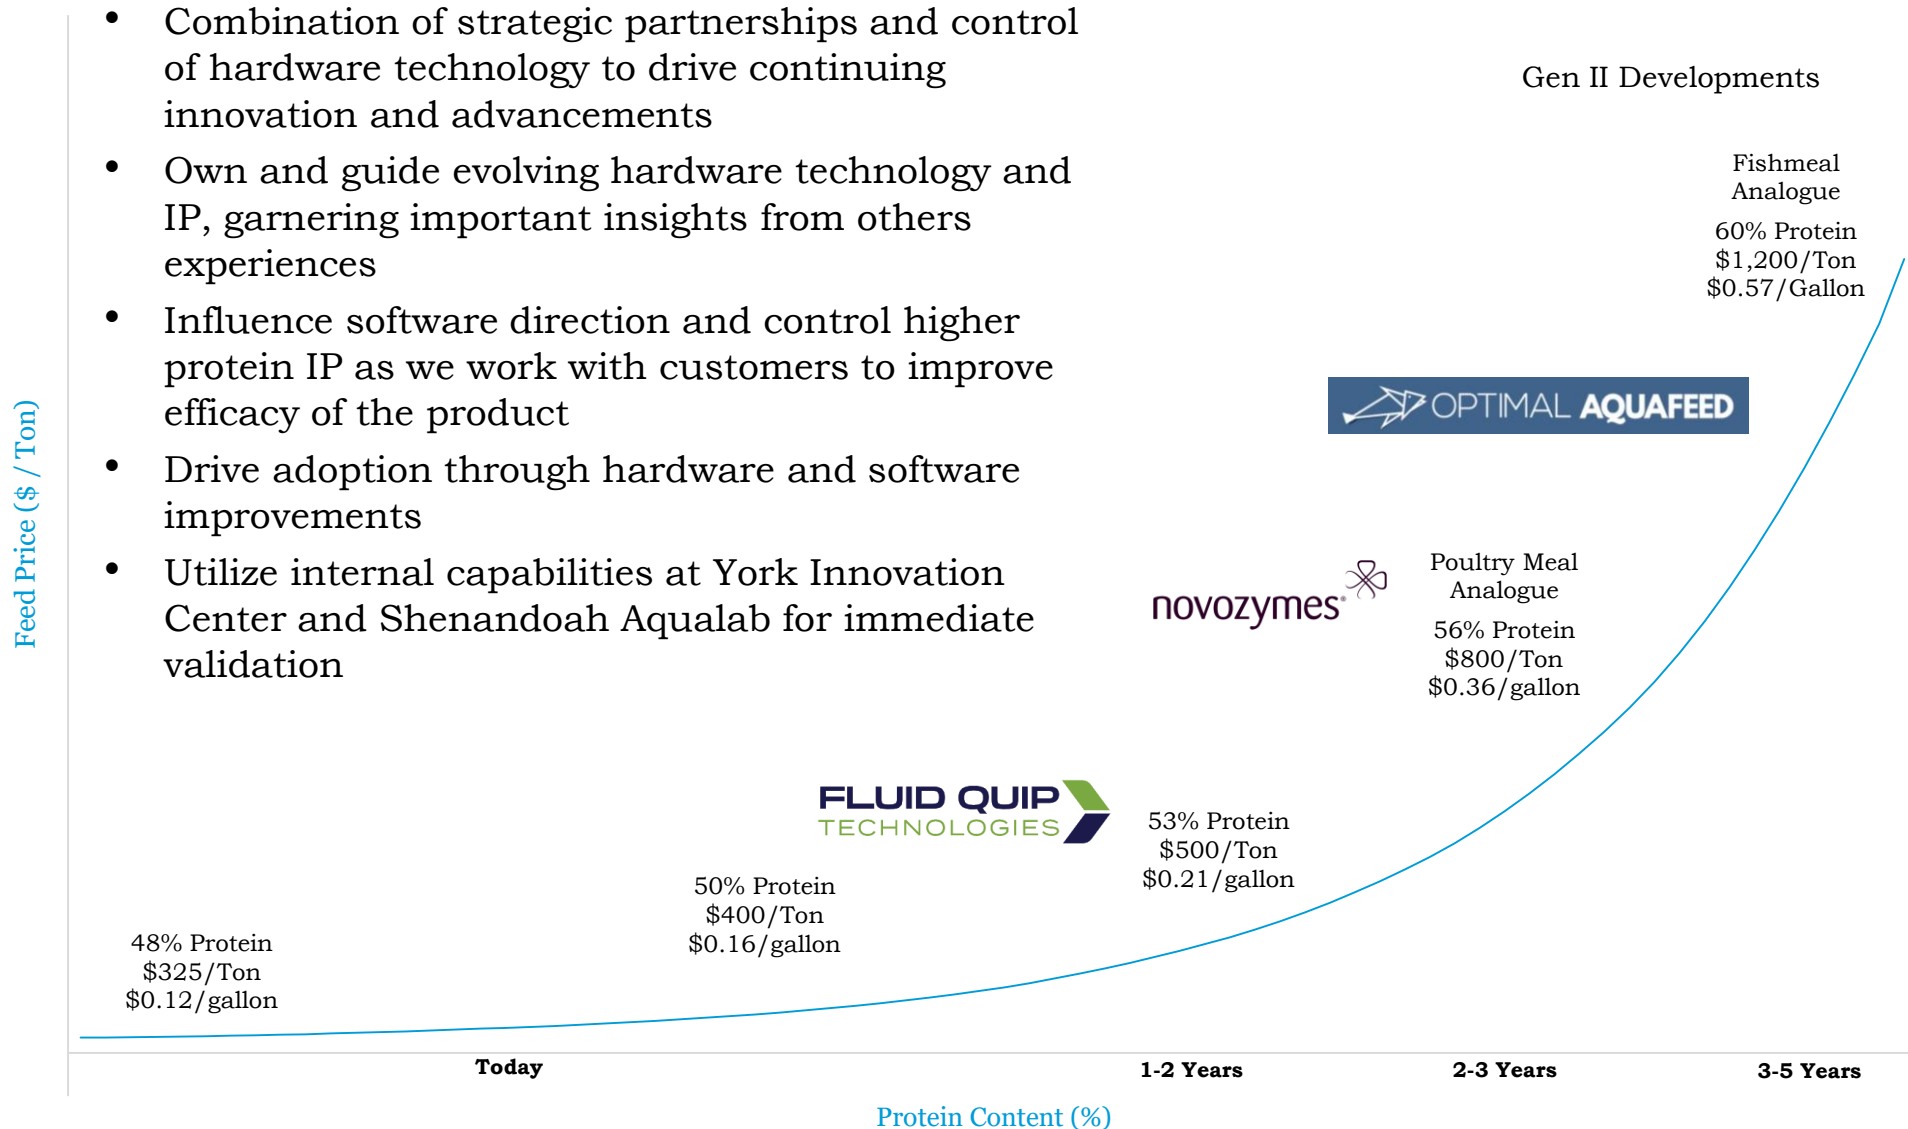 • Combination of strategic partnerships and control
of hardware technology to drive continuing
innovation and advancements
• Own and guide evolving hardware technology and
IP, garnering important insights from others
experiences
• Influence software direction and control higher
protein IP as we work with customers to improve
efficacy of the product
• Drive adoption through hardware and software
improvements
• Utilize internal capabilities at York Innovation
Center and Shenandoah Aqualab for immediate
validation
Gen II Developments
Fishmeal
Analogue
60% Protein
$1,200/Ton
$0.57/Gallon
OPTIMAL AQUAFEED
novozymes
Poultry Meal
Analogue
56% Protein
$800/Ton
$0.36/gallon
FLUID QUIP
TECHNOLOGIES
53% Protein
$500/Ton
$0.21/gallon
50% Protein
$400/Ton
$0.16/gallon
48% Protein
$325/Ton
$0.12/gallon
Feed Price ($ / Ton)
Today
1-2 Years
2-3 Years
3-5 Years
Protein Content (%)